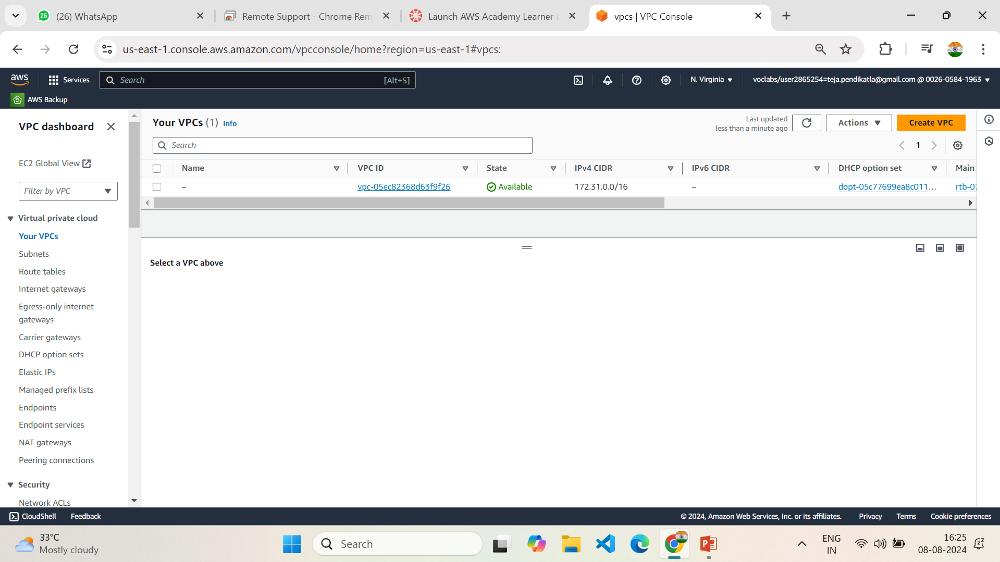 (26) WhatsApp
Remote Support - Chrome Rem
Launch AWS Academy Learner
vpcs | VPC Console
us-east-1.console.aws.amazon.com/vpcconsole/home?region=us-east-1#vpcs:
aws
Services
Search
[Alt+S]
N. Virginia
voclabs/user2865254=teja.pendikatla@gmail.com @ 0026-0584-1963
AWS Backup
VPC dashboard
EC2 Global View
Filter by VPC
Virtual private cloud
Your VPCs
Subnets
Route tables
Internet gateways
Egress-only internet
gateways
Carrier gateways
DHCP option sets
Elastic IPs
Managed prefix lists
Endpoints
Endpoint services
NAT gateways
Peering connections
Security
Network ACLs
Your VPCs (1) Info
Last updated
less than a minute ago
Actions
Create VPC
Search
1
Name VPC ID State IPv4 CIDR IPv6 CIDR DHCP option set Main
– vpc-05ec82368d63f9f26 Available 172.31.0.0/16 – dopt-05c77699ea8c011... rtb-07
Select a VPC above
CloudShell
Feedback
© 2024, Amazon Web Services, Inc. or its affiliates.
Privacy
Terms
Cookie preferences
33°C
Mostly cloudy
Search
ENG
IN
16:25
08-08-2024